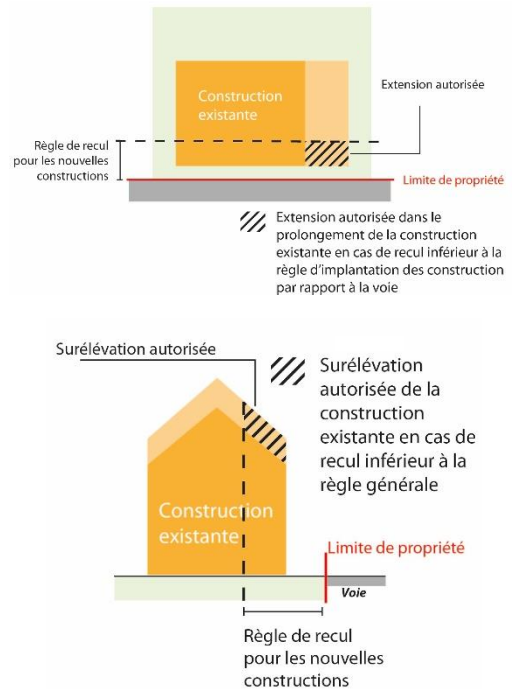 Construction
existante
Extension autorisée
Règle de recul
pour les nouvelles
constructions
Limite de propriété
Extension autorisée dans le
prolongement de la construction
existante en cas de recul inférieur à la
règle d'implantation des construction
par rapport à la voie
Surélévation autorisée
Surélévation
autorisée de la
construction
existante en cas de
recul inférieur à la
règle générale
Construction
existante
Limite de propriété
Voie
Règle de recul
pour les nouvelles
constructions